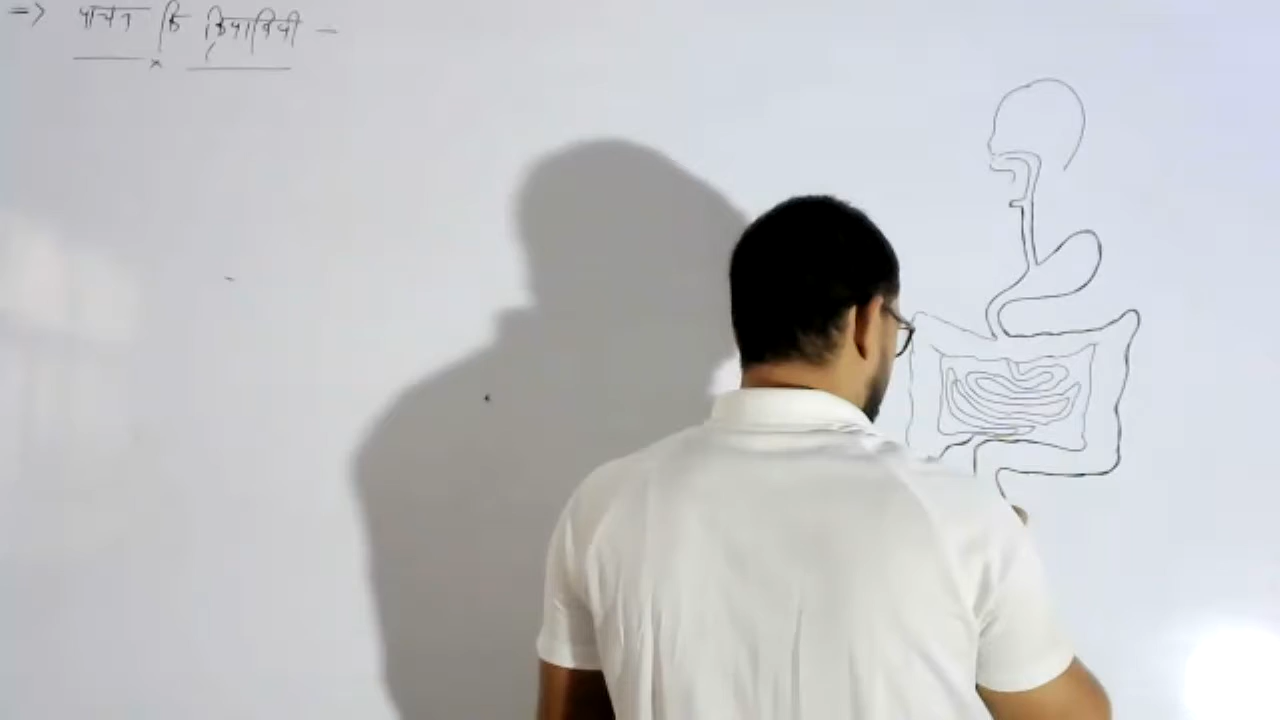 => पाचन कि क्रियाविधी –